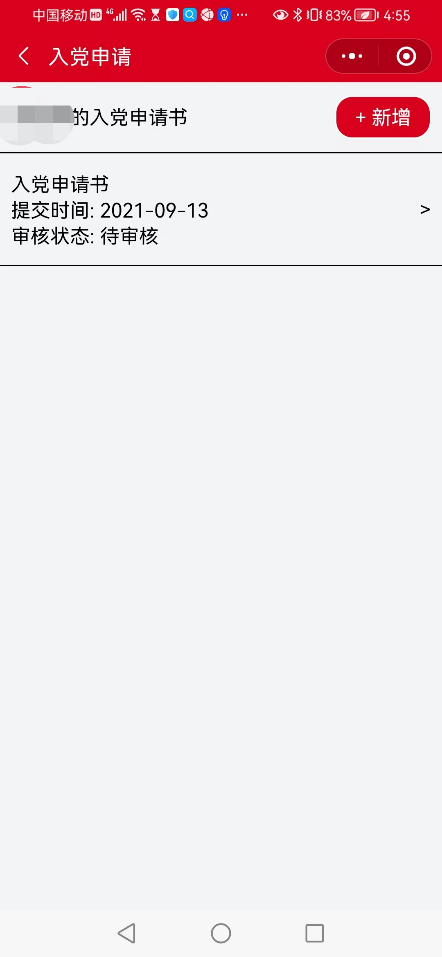 中国移动 HD 4G 83% 4:55
入党申请
的入党申请书
+ 新增
入党申请书
提交时间: 2021-09-13
>
审核状态: 待审核